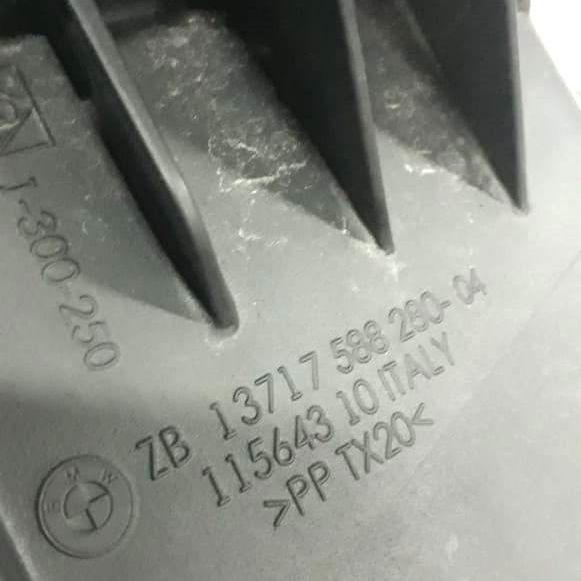 1-300-250
ZB 13717 588 280-04
115643 10 ITALY
>PP TX20<
BMW